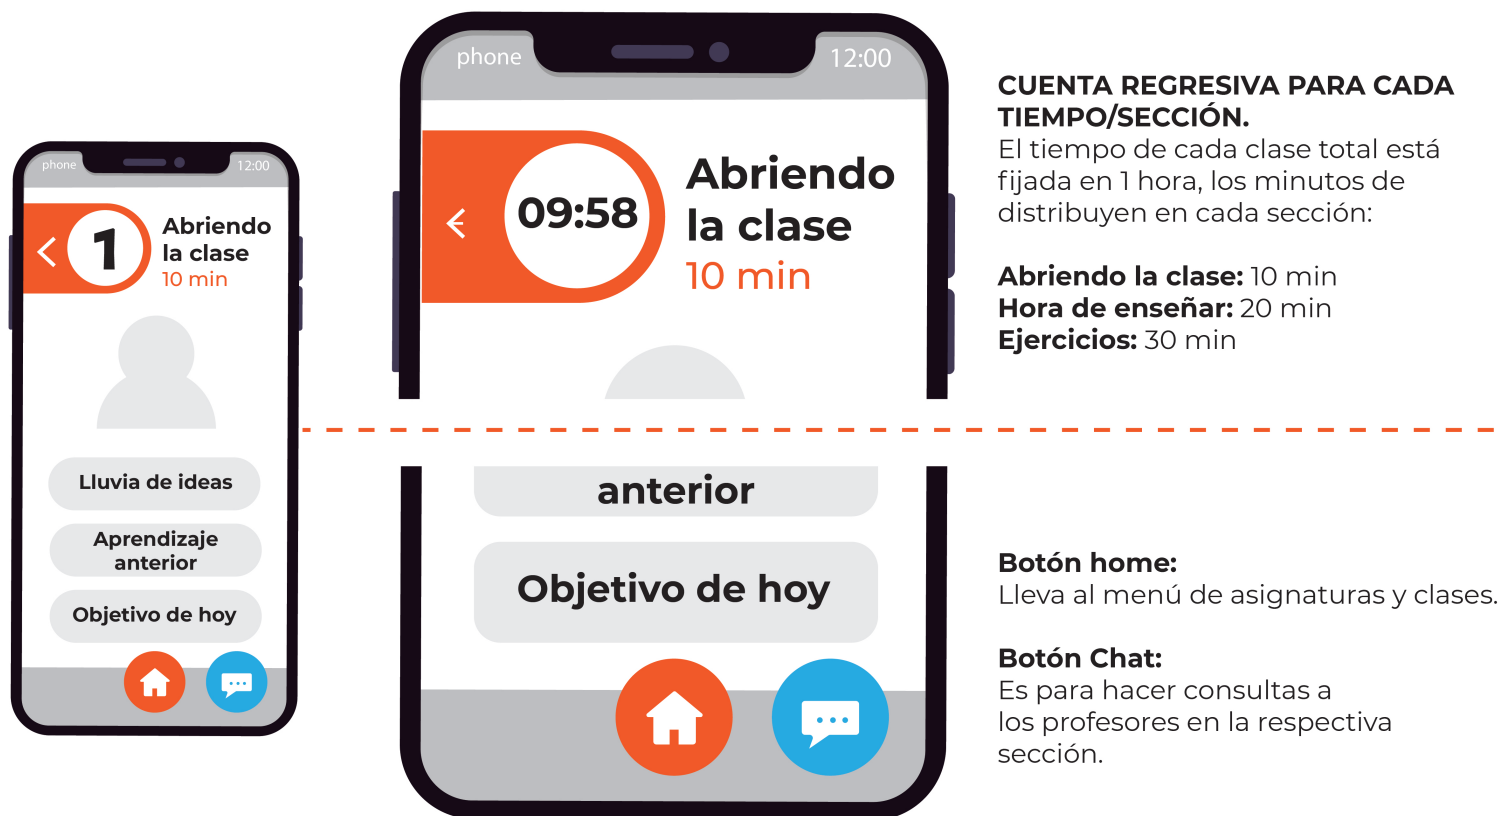 phone 12:00
1
Abriendo
la clase
10 min
Lluvia de ideas
Aprendizaje
anterior
Objetivo de hoy
phone 12:00
09:58
Abriendo
la clase
10 min
anterior
Objetivo de hoy
CUENTA REGRESIVA PARA CADA
TIEMPO/SECCIÓN.
El tiempo de cada clase total está
fijada en 1 hora, los minutos de
distribuyen en cada sección:
Abriendo la clase: 10 min
Hora de enseñar: 20 min
Ejercicios: 30 min
Botón home:
Lleva al menú de asignaturas y clases.
Botón Chat:
Es para hacer consultas a
los profesores en la respectiva
sección.